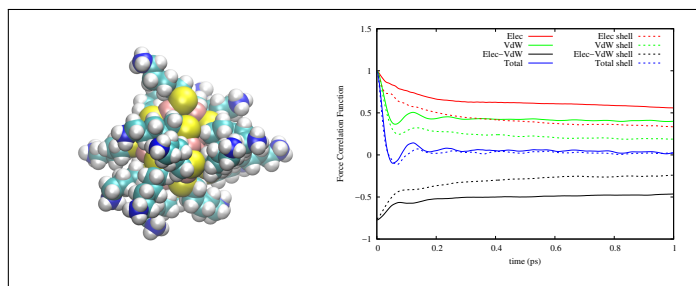 1.5
1
0.5
0
−0.5
−1
Force Correlation Function
Elec
VdW
Elec−VdW
Total
Elec shell
VdW shell
Elec−VdW shell
Total shell
0 0.2 0.4 0.6 0.8 1
time (ps)